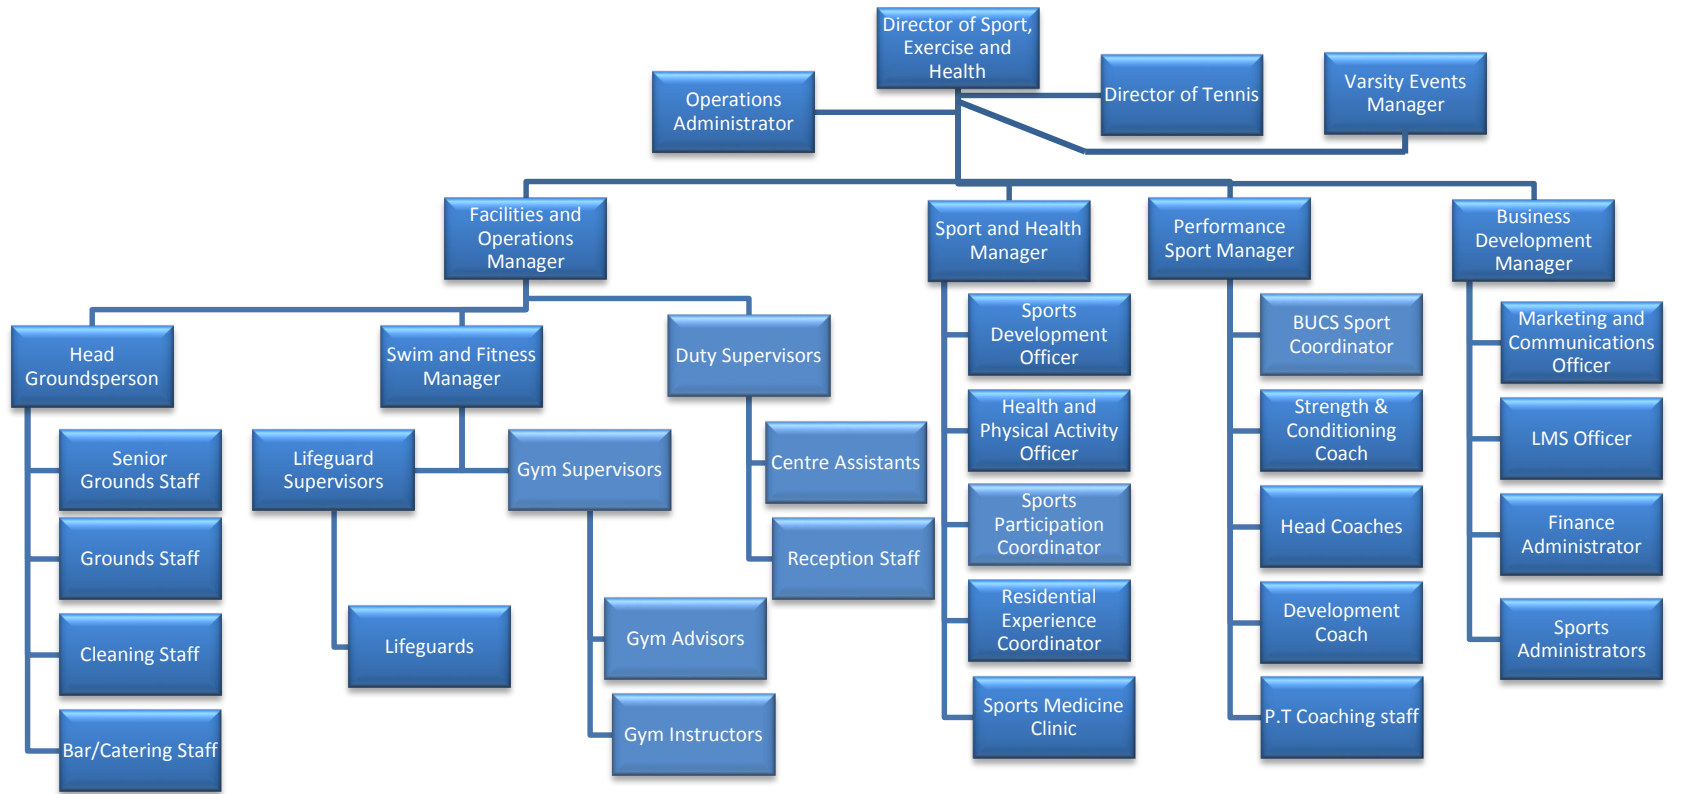 Director of Sport,
Exercise and
Health
Operations
Administrator
Director of Tennis
Varsity Events
Manager
Facilities and
Operations
Manager
Sport and Health
Manager
Performance
Sport Manager
Business
Development
Manager
Head
Groundsperson
Swim and Fitness
Manager
Duty Supervisors
Senior
Grounds Staff
Grounds Staff
Cleaning Staff
Bar/Catering Staff
Lifeguard
Supervisors
Gym Supervisors
Lifeguards
Gym Advisors
Gym Instructors
Centre Assistants
Reception Staff
Sports
Development
Officer
Health and
Physical Activity
Officer
Sports
Participation
Coordinator
Residential
Experience
Coordinator
Sports Medicine
Clinic
BUCS Sport
Coordinator
Strength &
Conditioning
Coach
Head Coaches
Development
Coach
P.T Coaching staff
Marketing and
Communications
Officer
LMS Officer
Finance
Administrator
Sports
Administrators